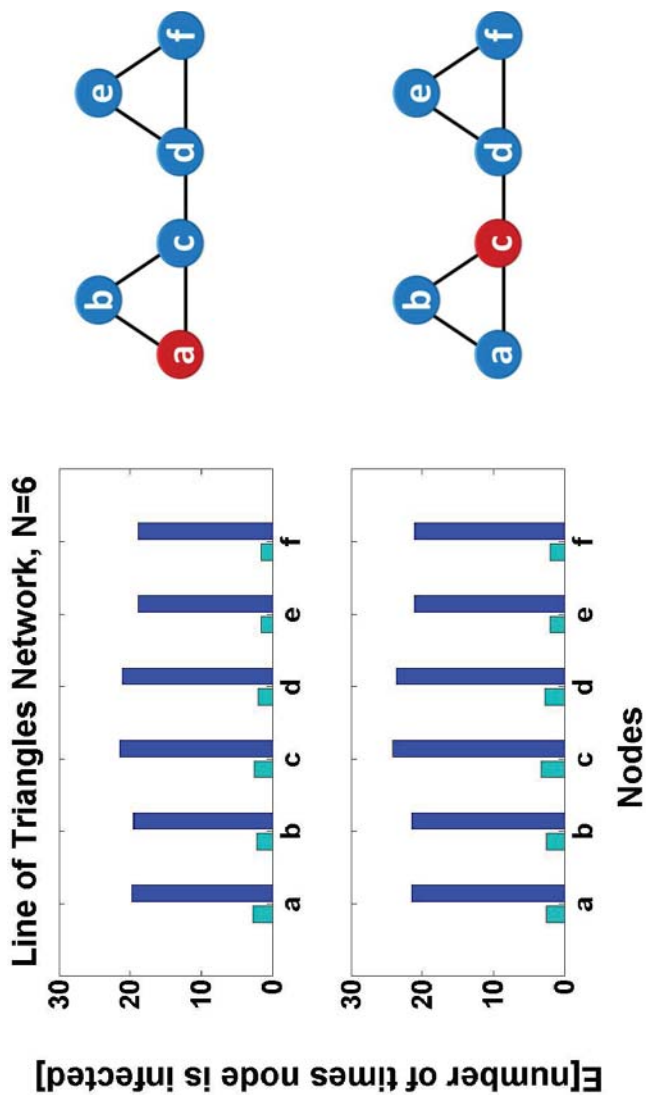 Line of Triangles Network, N=6
E[number of times node is infected]
30
20
10
0
a b c d e f
30
20
10
0
a b c d e f
Nodes
a b c d e f
a b c d e f